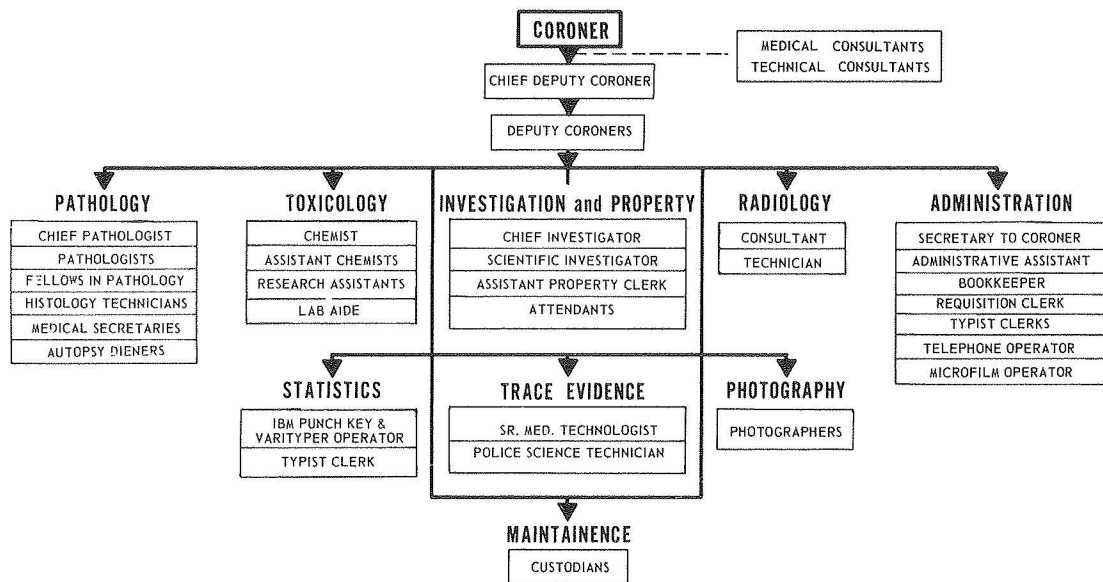 CORONER
MEDICAL CONSULTANTS
TECHNICAL CONSULTANTS
CHIEF DEPUTY CORONER
DEPUTY CORONERS
PATHOLOGY
CHIEF PATHOLOGIST
PATHOLOGISTS
FELLOWS IN PATHOLOGY
HISTOLOGY TECHNICIANS
MEDICAL SECRETARIES
AUTOPSY DIENERS
TOXICOLOGY
CHEMIST
ASSISTANT CHEMISTS
RESEARCH ASSISTANTS
LAB AIDE
INVESTIGATION and PROPERTY
CHIEF INVESTIGATOR
SCIENTIFIC INVESTIGATOR
ASSISTANT PROPERTY CLERK
ATTENDANTS
RADIOLOGY
CONSULTANT
TECHNICIAN
ADMINISTRATION
SECRETARY TO CORONER
ADMINISTRATIVE ASSISTANT
BOOKKEEPER
REQUISITION CLERK
TYPIST CLERKS
TELEPHONE OPERATOR
MICROFILM OPERATOR
STATISTICS
IBM PUNCH KEY &
VARITYPER OPERATOR
TYPIST CLERK
TRACE EVIDENCE
SR. MED. TECHNOLOGIST
POLICE SCIENCE TECHNICIAN
PHOTOGRAPHY
PHOTOGRAPHERS
MAINTAINENCE
CUSTODIANS